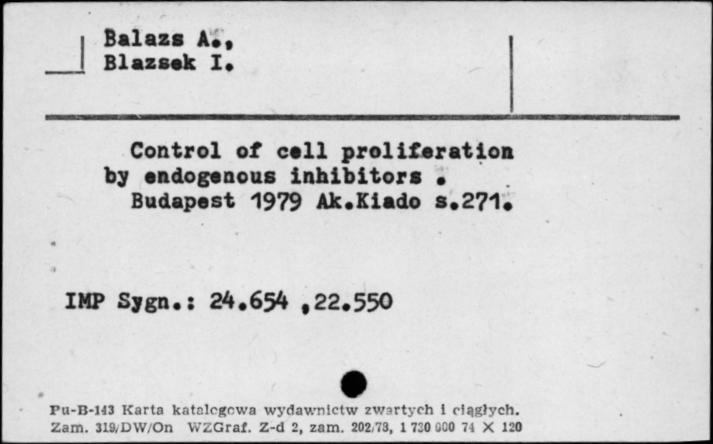 Balazs A.,
Blazsek I.
Control of cell proliferation
by endogenous inhibitors .
Budapest 1979 Ak.Kiado s.271.
IMP Sygn.: 24.654 ,22.550
Pu-B-143 Karta katalogowa wydawnictw zwartych i ciągłych.
Zam. 319/DW/On WZGraf. Z-d 2, zam. 202/73, 1 730 000 74 X 120